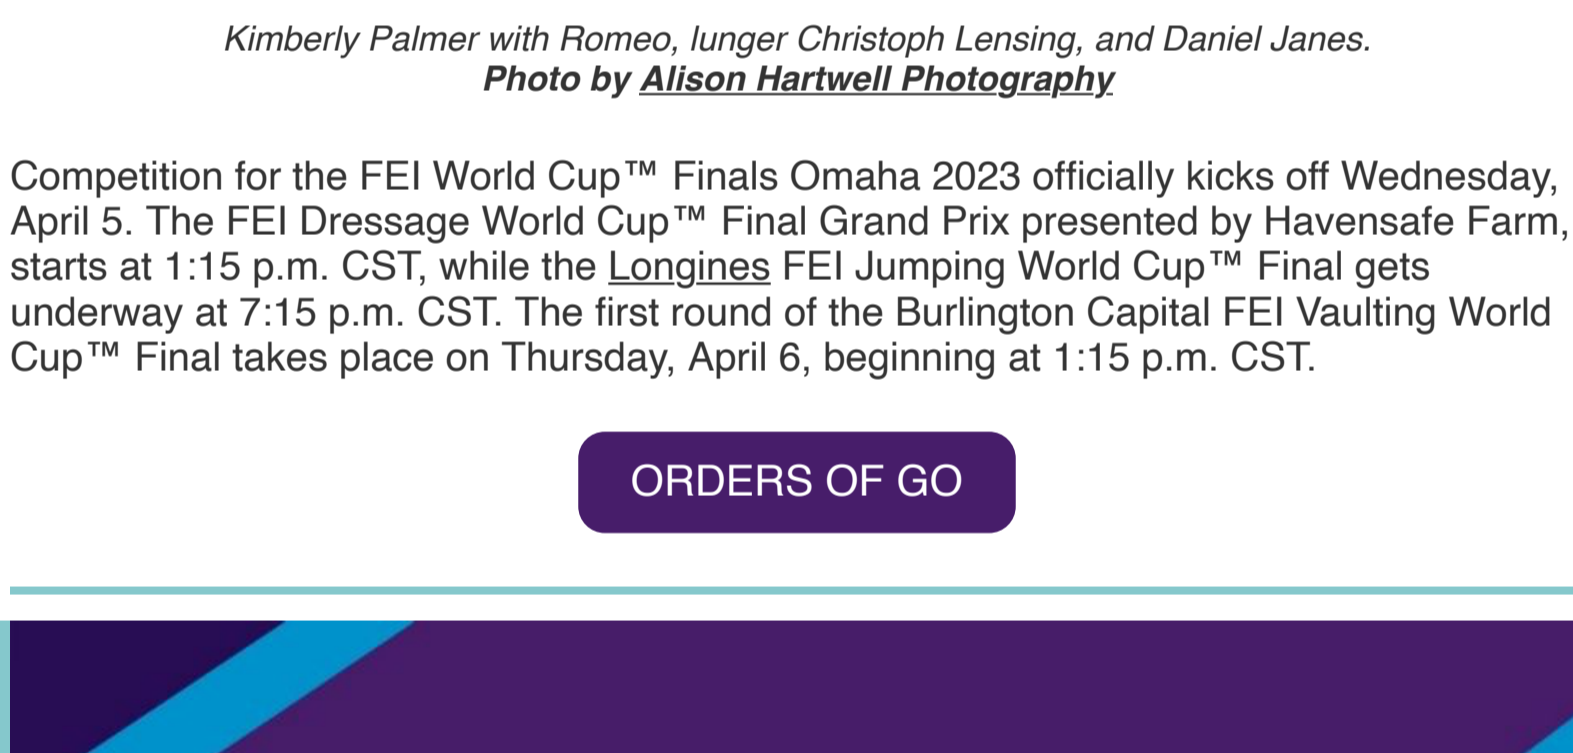 Kimberly Palmer with Romeo, lunger Christoph Lensing, and Daniel Janes.
Photo by Alison Hartwell Photography
Competition for the FEI World Cup™ Finals Omaha 2023 officially kicks off Wednesday,
April 5. The FEI Dressage World Cup™ Final Grand Prix presented by Havensafe Farm,
starts at 1:15 p.m. CST, while the Longines FEI Jumping World Cup™ Final gets
underway at 7:15 p.m. CST. The first round of the Burlington Capital FEI Vaulting World
Cup™ Final takes place on Thursday, April 6, beginning at 1:15 p.m. CST.
ORDERS OF GO